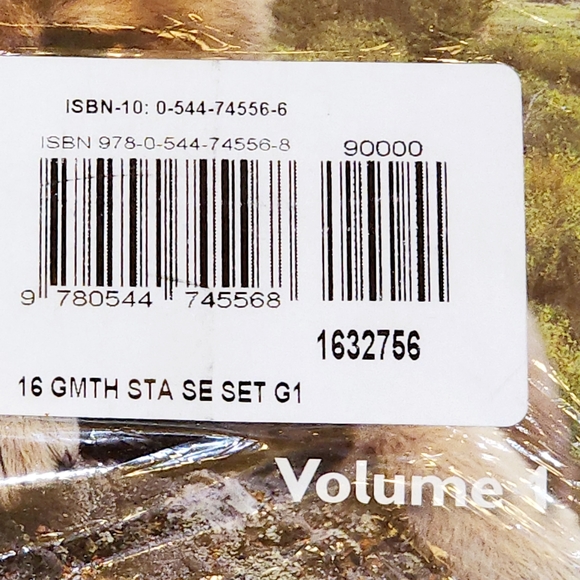 ISBN-10: 0-544-74556-6
ISBN 978-0-544-74556-8
90000
9 780544 745568
1632756
16 GMTH STA SE SET G1
Volume 1